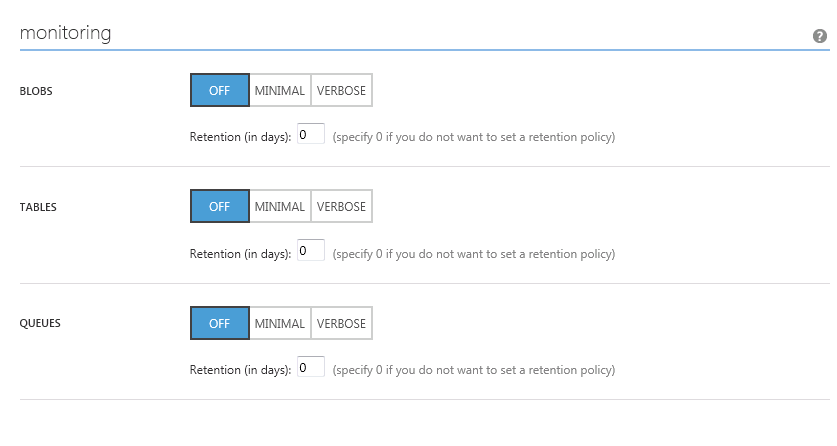 monitoring ?
BLOBS OFF MINIMAL VERBOSE
Retention (in days): 0 (specify 0 if you do not want to set a retention policy)
TABLES OFF MINIMAL VERBOSE
Retention (in days): 0 (specify 0 if you do not want to set a retention policy)
QUEUES OFF MINIMAL VERBOSE
Retention (in days): 0 (specify 0 if you do not want to set a retention policy)